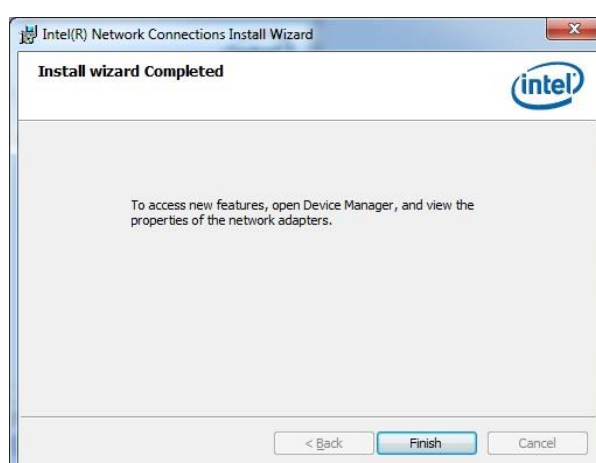 Intel(R) Network Connections Install Wizard
Install wizard Completed
intel
To access new features, open Device Manager, and view the
properties of the network adapters.
< Back
Finish
Cancel